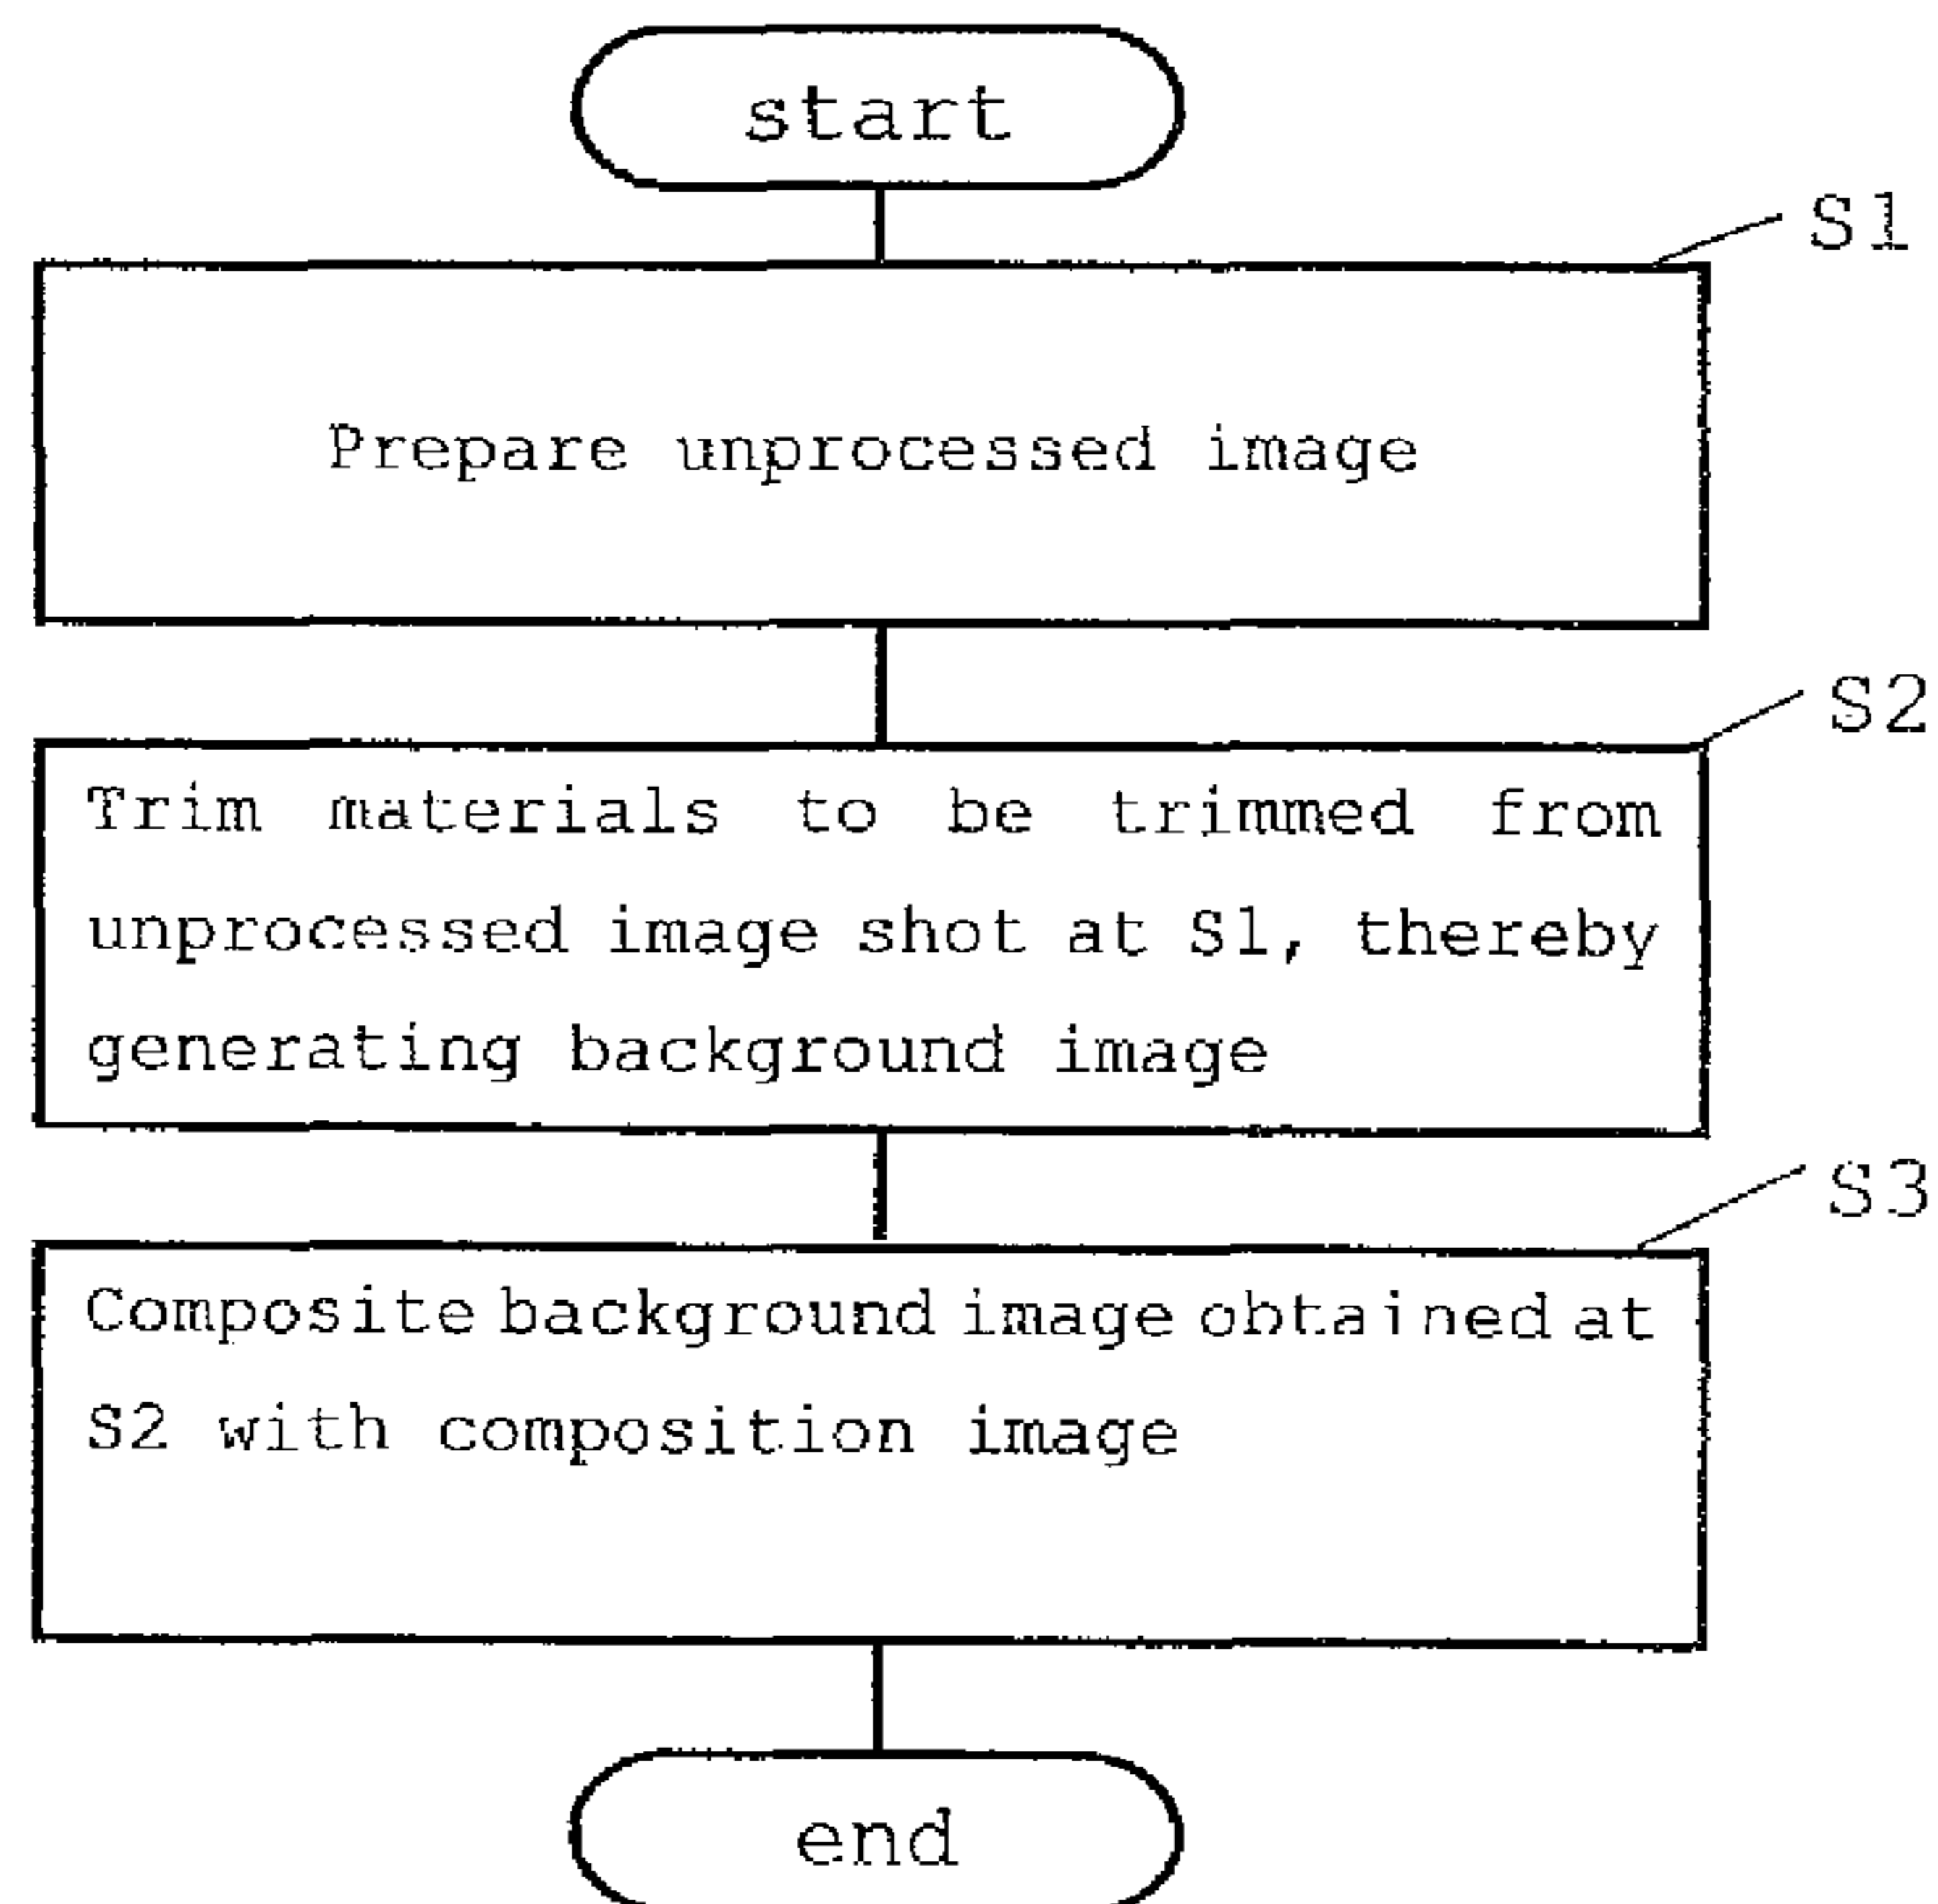 start
S1
Prepare unprocessed image
S2
Trim materials to be trimmed from
unprocessed image shot at S1, thereby
generating background image
S3
Composite background image obtained at
S2 with composition image
end